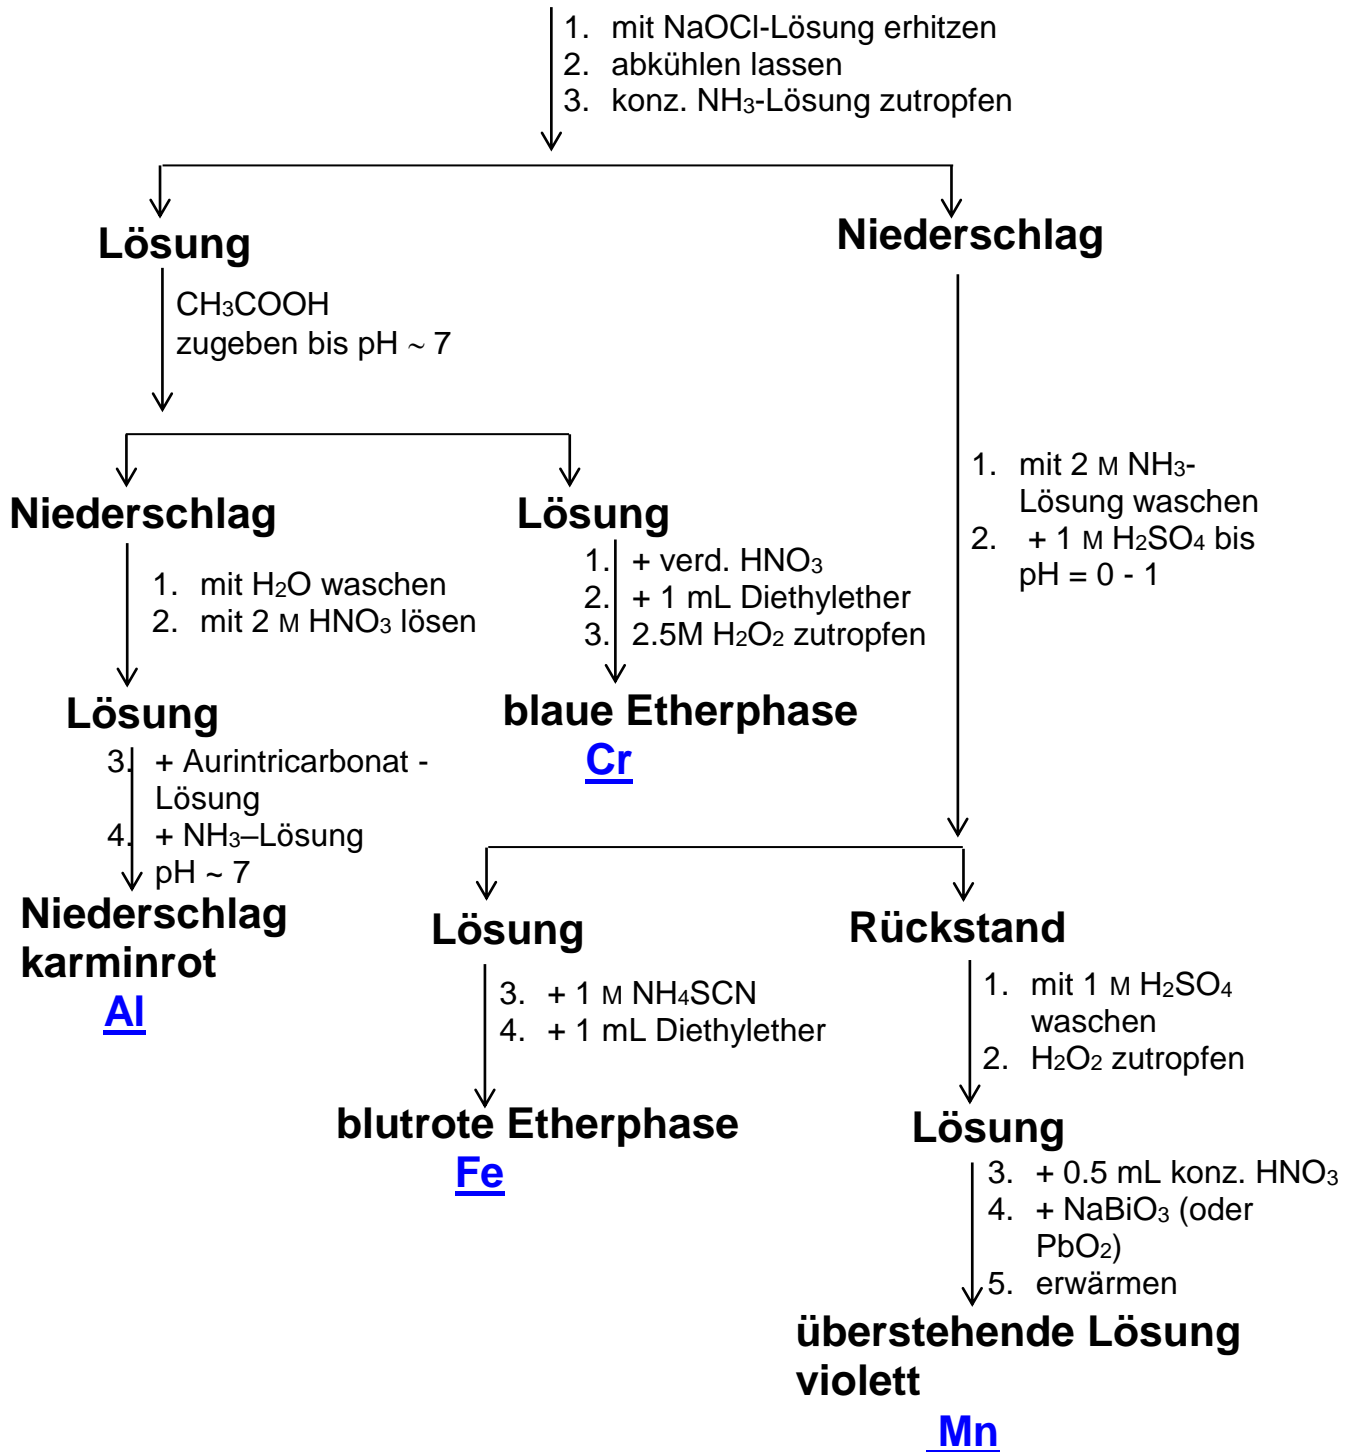 1. mit NaOCl-Lösung erhitzen
2. abkühlen lassen
3. konz. NH3-Lösung zutropfen
Lösung
Niederschlag
CH3COOH
zugeben bis pH ~ 7
Niederschlag
Lösung
1. mit H2O waschen
2. mit 2 M HNO3 lösen
1. + verd. HNO3
2. + 1 mL Diethylether
3. 2.5M H2O2 zutropfen
1. mit 2 M NH3-
Lösung waschen
2. + 1 M H2SO4 bis
pH = 0 - 1
Lösung
blaue Etherphase
Cr
3. + Aurintricarbonat -
Lösung
4. + NH3–Lösung
pH ~ 7
Niederschlag
karminrot
Al
Lösung
Rückstand
3. + 1 M NH4SCN
4. + 1 mL Diethylether
1. mit 1 M H2SO4
waschen
2. H2O2 zutropfen
blutrote Etherphase
Fe
Lösung
3. + 0.5 mL konz. HNO3
4. + NaBiO3 (oder
PbO2)
5. erwärmen
überstehende Lösung
violett
Mn